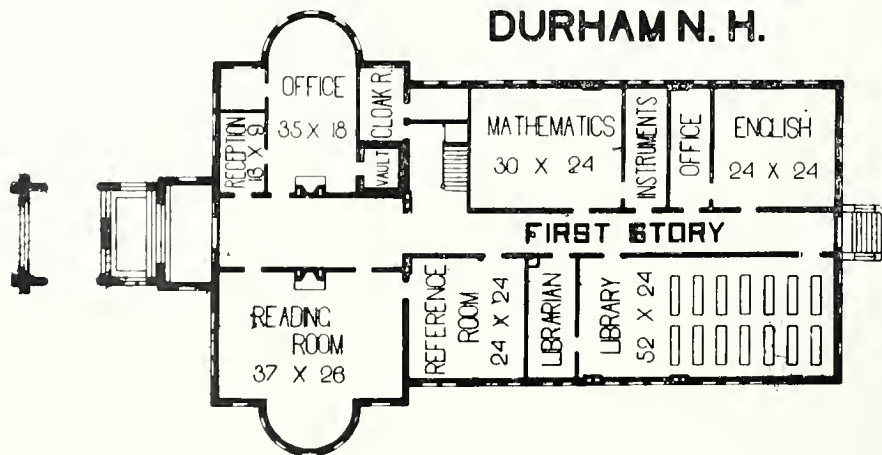 DURHAM N. H.
OFFICE
35 X 18
CLOAK R.
RECEPTION
18 X 9
VAULT
MATHEMATICS
30 X 24
INSTRUMENTS
OFFICE
ENGLISH
24 X 24
FIRST STORY
READING
ROOM
37 X 26
REFERENCE
ROOM
24 X 24
LIBRARIAN
LIBRARY
52 X 24